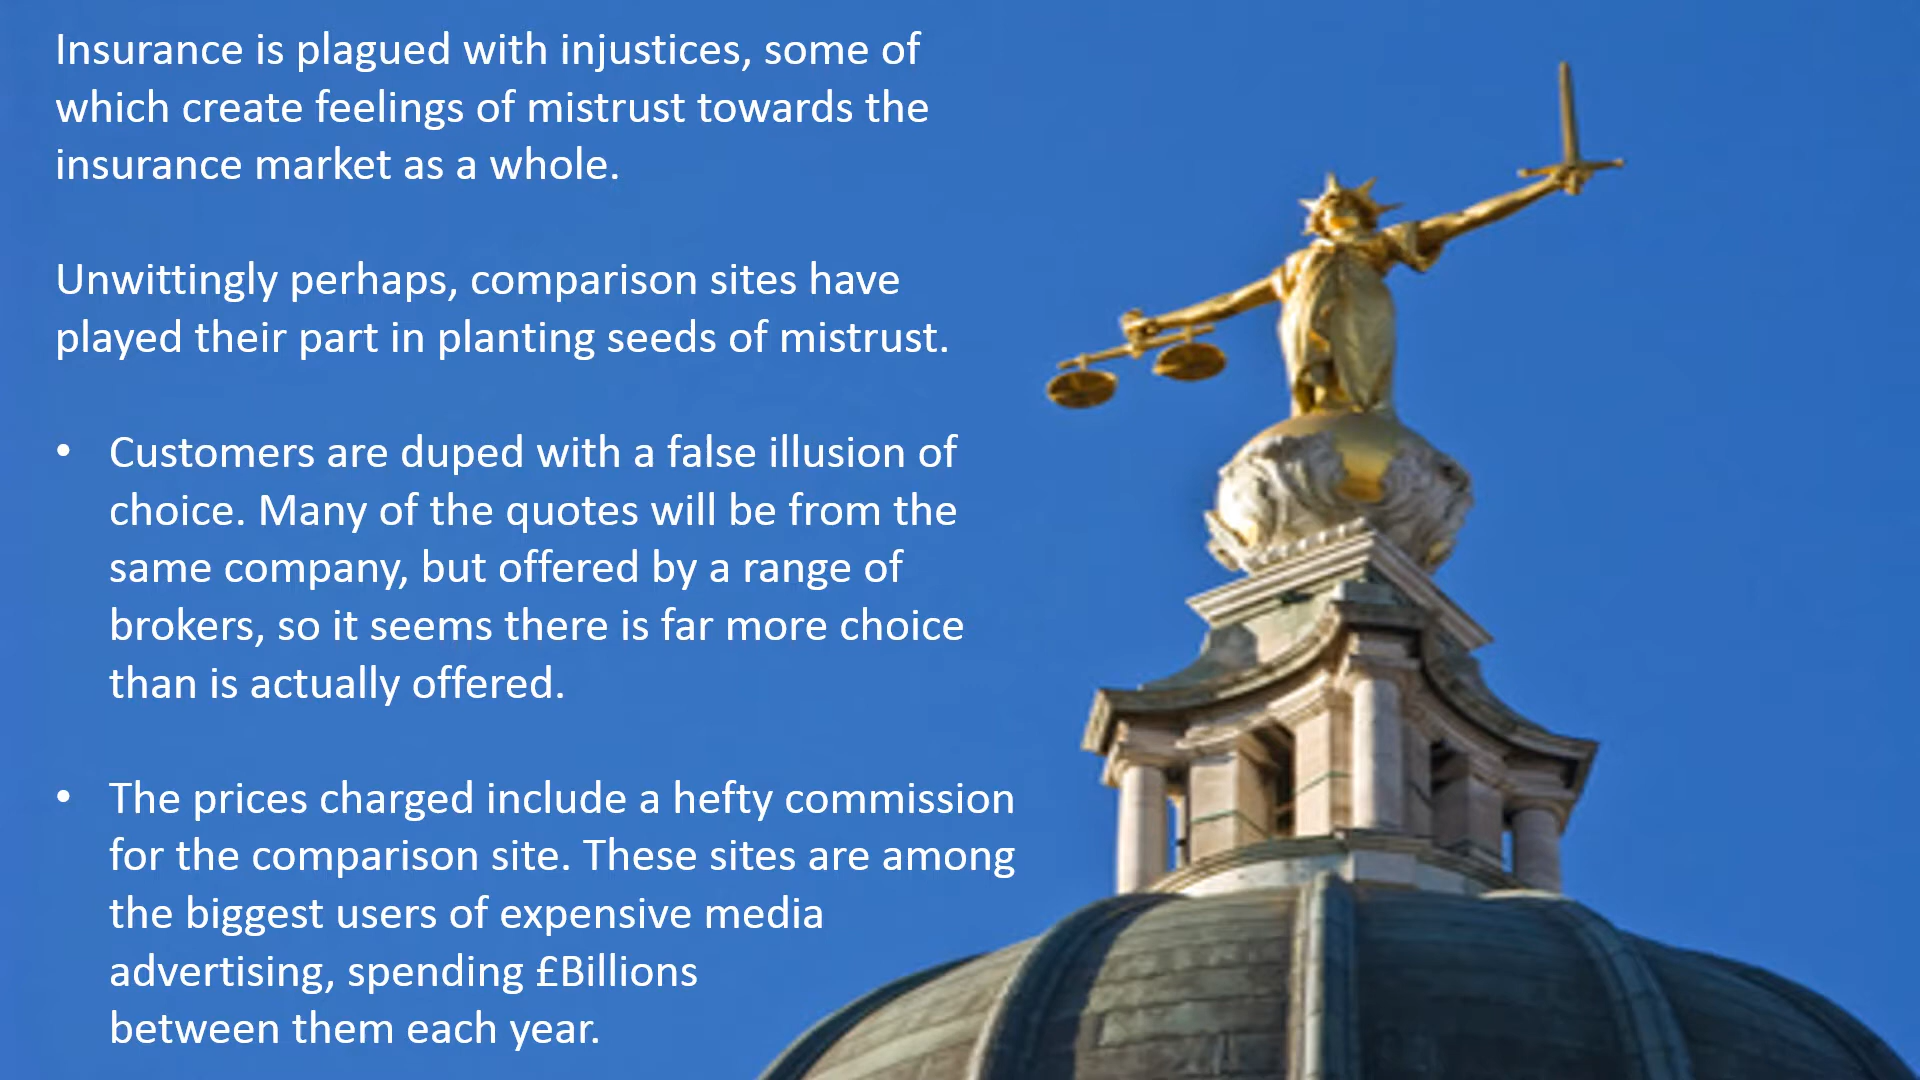 Insurance is plagued with injustices, some of
which create feelings of mistrust towards the
insurance market as a whole.
Unwittingly perhaps, comparison sites have
played their part in planting seeds of mistrust.
• Customers are duped with a false illusion of
choice. Many of the quotes will be from the
same company, but offered by a range of
brokers, so it seems there is far more choice
than is actually offered.
• The prices charged include a hefty commission
for the comparison site. These sites are among
the biggest users of expensive media
advertising, spending £Billions
between them each year.